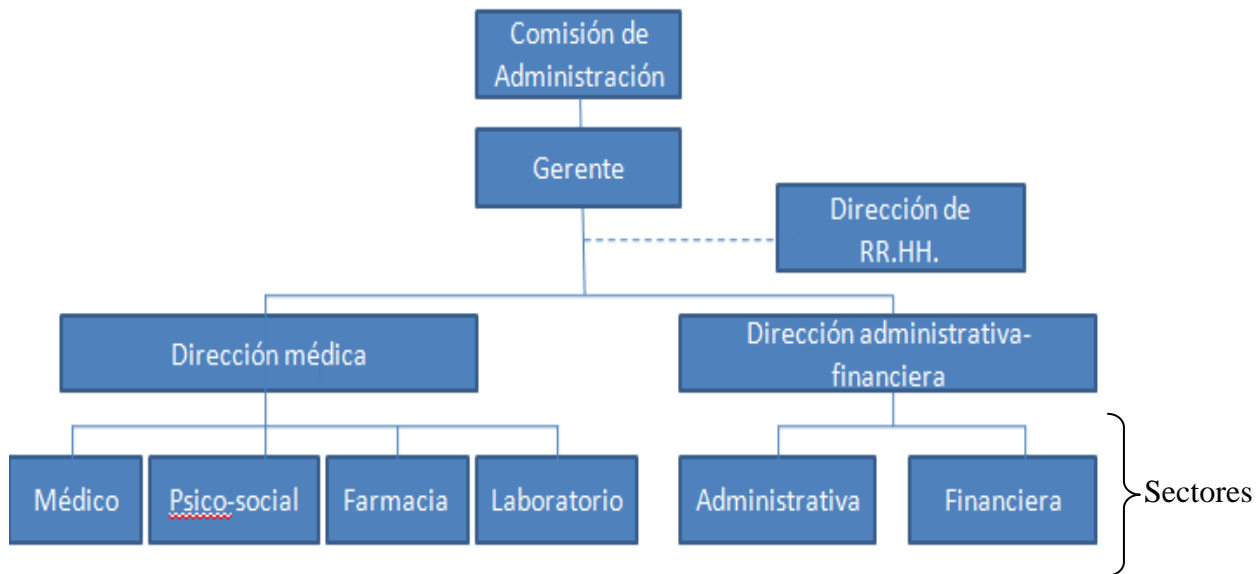 Comisión de
Administración
Gerente
Dirección de
RR.HH.
Dirección médica
Dirección administrativa-
financiera
Médico
Psico-social
Farmacia
Laboratorio
Administrativa
Financiera
Sectores